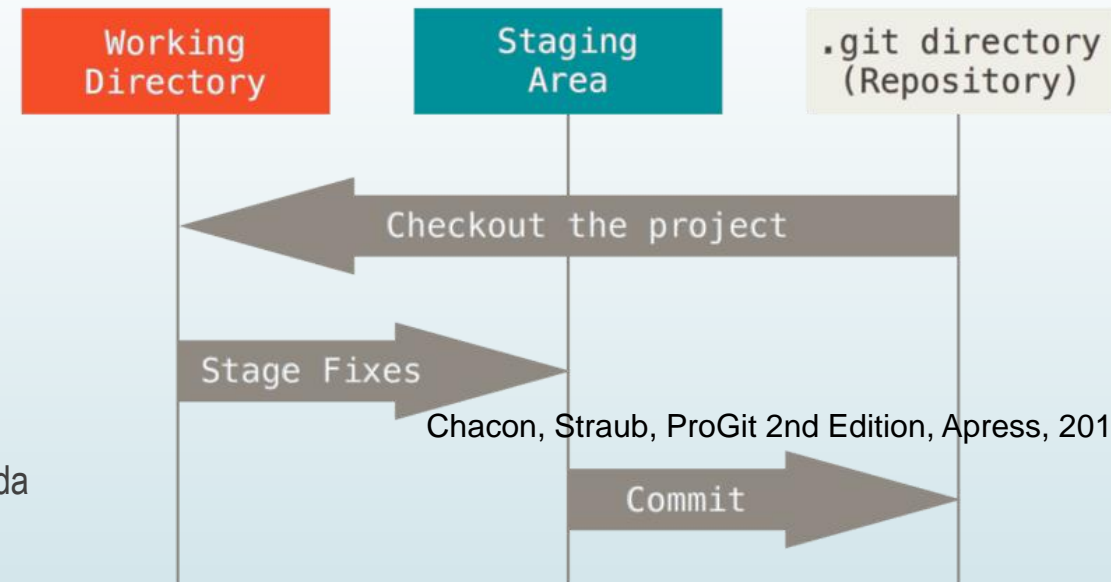 Working
Directory
Staging
Area
.git directory
(Repository)
Checkout the project
Stage Fixes
Chacon, Straub, ProGit 2nd Edition, Apress, 201
da
Commit